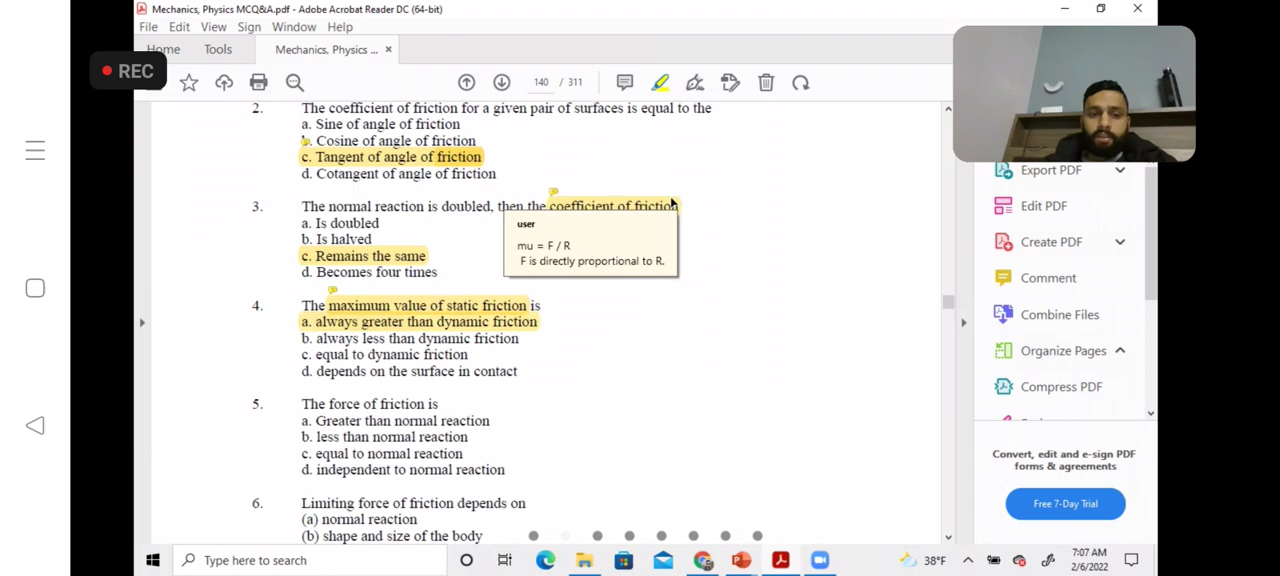 Mechanics, Physics MCQ&A.pdf - Adobe Acrobat Reader DC (64-bit)
File Edit View Sign Window Help
Home Tools Mechanics, Physics ... ×
REC
140 / 311
2. The coefficient of friction for a given pair of surfaces is equal to the
a. Sine of angle of friction
b. Cosine of angle of friction
c. Tangent of angle of friction
d. Cotangent of angle of friction
3. The normal reaction is doubled, then the coefficient of friction
a. Is doubled
b. Is halved
c. Remains the same
d. Becomes four times
user
mu = F / R
F is directly proportional to R.
4. The maximum value of static friction is
a. always greater than dynamic friction
b. always less than dynamic friction
c. equal to dynamic friction
d. depends on the surface in contact
5. The force of friction is
a. Greater than normal reaction
b. less than normal reaction
c. equal to normal reaction
d. independent to normal reaction
6. Limiting force of friction depends on
(a) normal reaction
(b) shape and size of the body
Export PDF
Edit PDF
Create PDF
Comment
Combine Files
Organize Pages
Compress PDF
Convert, edit and e-sign PDF
forms & agreements
Free 7-Day Trial
Type here to search
38°F
7:07 AM
2/6/2022